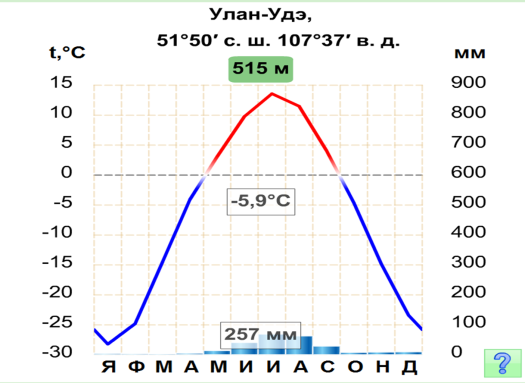 Улан-Удэ,
51°50′ с. ш. 107°37′ в. д.
t,°C
515 м
мм
15 900
10 800
5 700
0 600
-5 500
-5,9°C
-10 400
-15 300
-20 200
-25 100
257 мм
-30 0
Я Ф М А М И И А С О Н Д
?